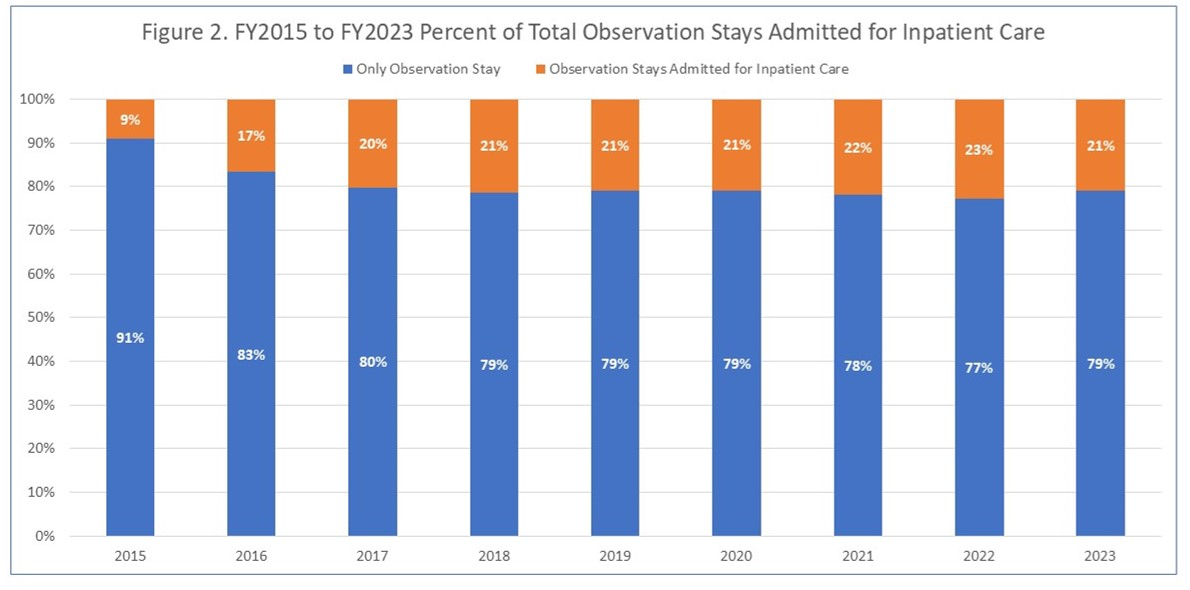 Figure 2. FY2015 to FY2023 Percent of Total Observation Stays Admitted for Inpatient Care
Only Observation Stay Observation Stays Admitted for Inpatient Care
100%
90%
80%
70%
60%
50%
40%
30%
20%
10%
0%
9% 17% 20% 21% 21% 21% 22% 23% 21%
91% 83% 80% 79% 79% 79% 78% 77% 79%
2015 2016 2017 2018 2019 2020 2021 2022 2023